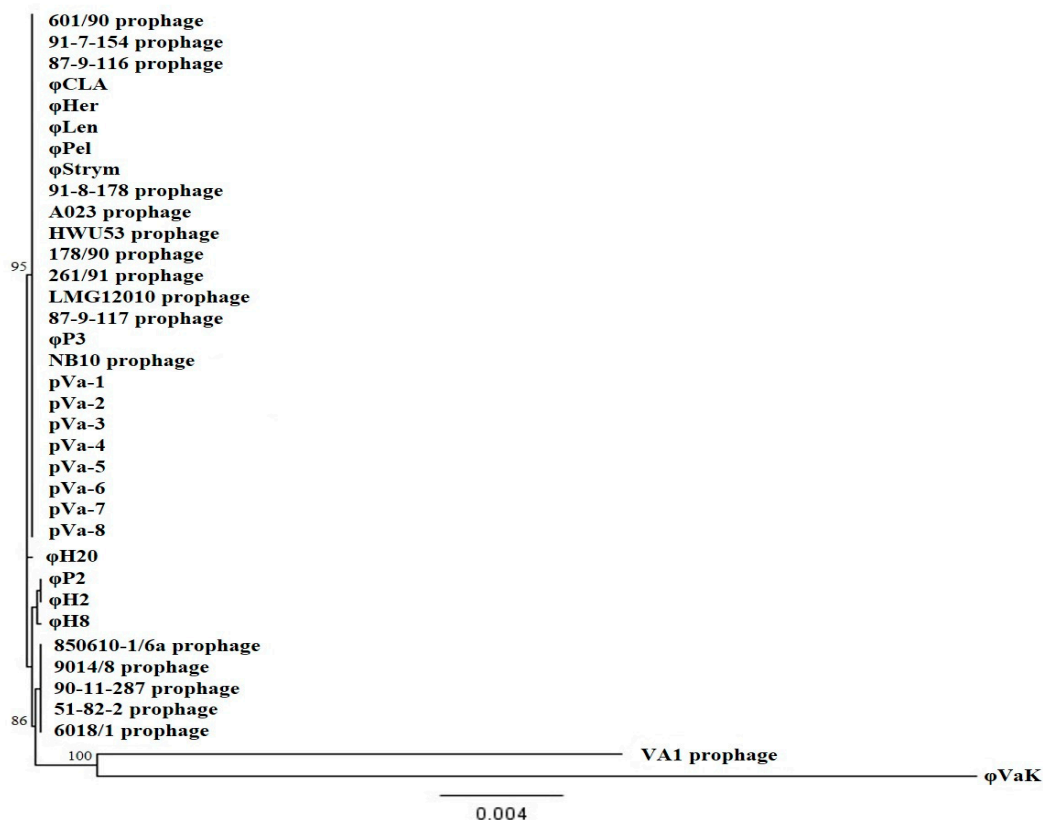 601/90 prophage
91-7-154 prophage
87-9-116 prophage
φCLA
φHer
φLen
φPel
φStrym
91-8-178 prophage
A023 prophage
HWU53 prophage
178/90 prophage
261/91 prophage
95
LMG12010 prophage
87-9-117 prophage
φP3
NB10 prophage
pVa-1
pVa-2
pVa-3
pVa-4
pVa-5
pVa-6
pVa-7
pVa-8
φH20
φP2
φH2
φH8
850610-1/6a prophage
9014/8 prophage
90-11-287 prophage
51-82-2 prophage
86
6018/1 prophage
100
VA1 prophage
φVaK
0.004